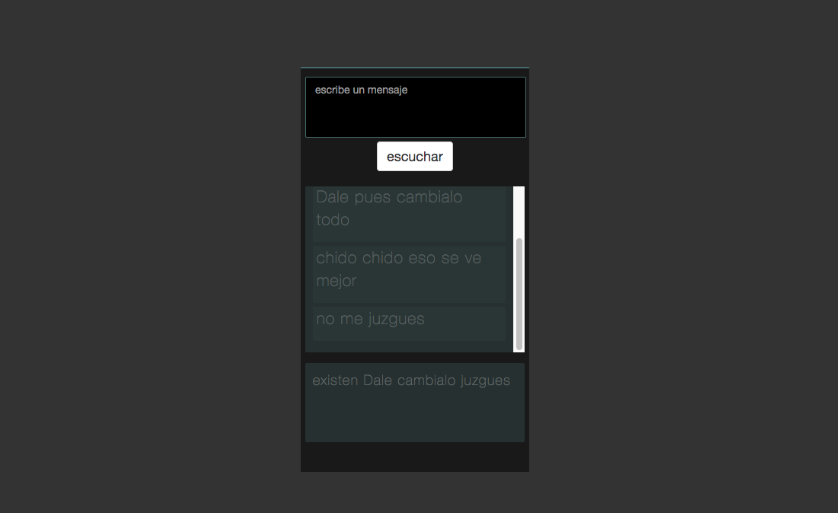 escribe un mensaje
escuchar
Dale pues cambialo
todo
chido chido eso se ve
mejor
no me juzgues
existen Dale cambialo juzgues